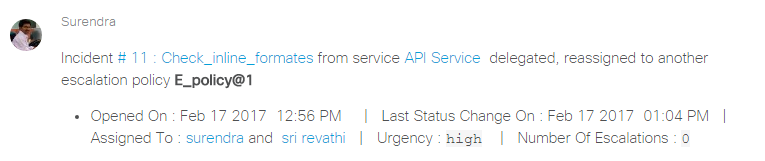 Surendra
Incident # 11 : Check_inline_formates from service API Service delegated, reassigned to another
escalation policy E_policy@1
• Opened On : Feb 17 2017 12:56 PM | Last Status Change On : Feb 17 2017 01:04 PM |
Assigned To : surendra and sri revathi | Urgency : high | Number Of Escalations : 0